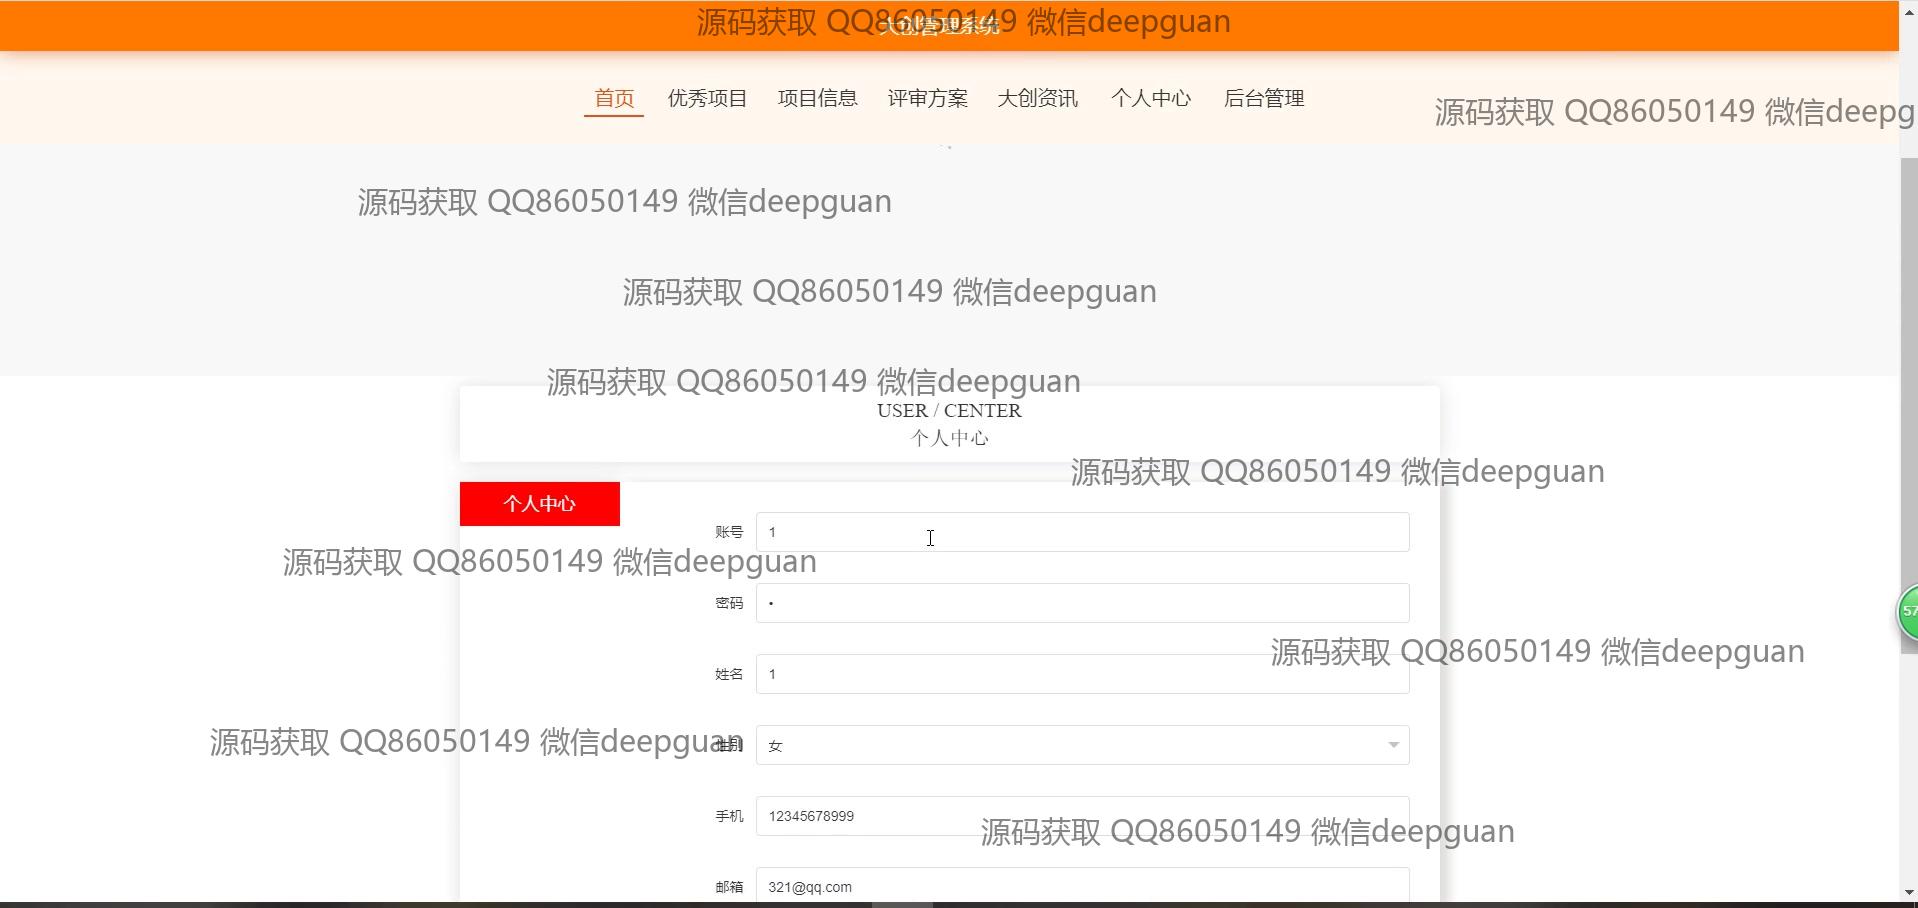 源码获取 QQ86050149 微信deepguan
大创管理系统
首页 优秀项目 项目信息 评审方案 大创资讯 个人中心 后台管理
源码获取 QQ86050149 微信deepg
源码获取 QQ86050149 微信deepguan
源码获取 QQ86050149 微信deepguan
源码获取 QQ86050149 微信deepguan
USER / CENTER
个人中心
源码获取 QQ86050149 微信deepguan
个人中心
账号 1
源码获取 QQ86050149 微信deepguan
密码 •
57
源码获取 QQ86050149 微信deepguan
姓名 1
源码获取 QQ86050149 微信deepguan
性别 女
手机 12345678999
源码获取 QQ86050149 微信deepguan
邮箱 321@qq.com